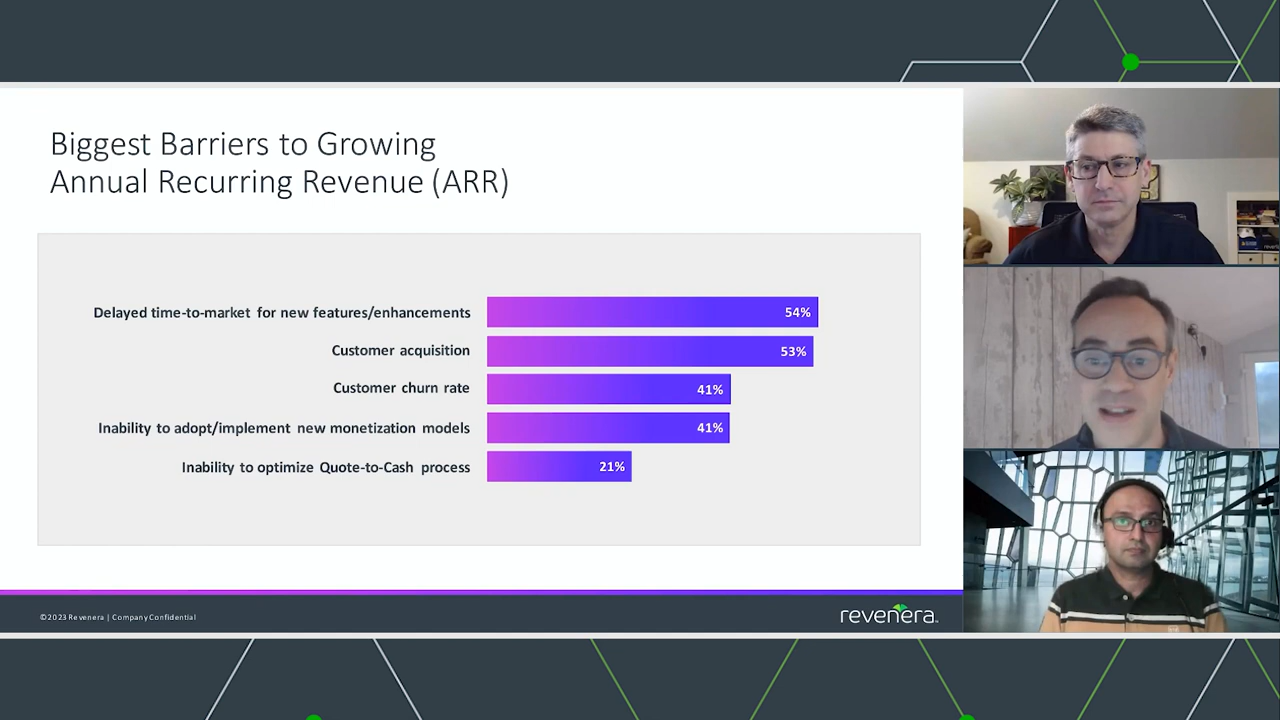 Biggest Barriers to Growing
Annual Recurring Revenue (ARR)
Delayed time-to-market for new features/enhancements
54%
Customer acquisition
53%
Customer churn rate
41%
Inability to adopt/implement new monetization models
41%
Inability to optimize Quote-to-Cash process
21%
©2023 Revenera | Company Confidential
revenera